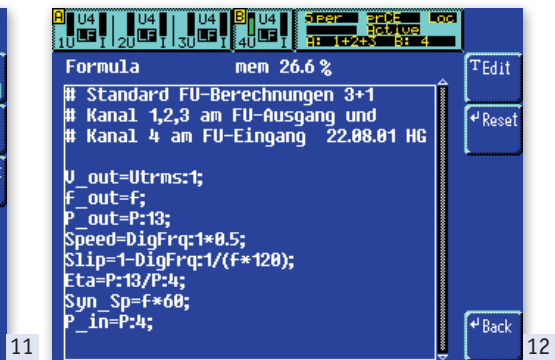 A U4 U4 U4 B U4 Sper erCE Loc
LF LF LF LF Active
1U I 2U I 3U I 4U I A: 1+2+3 B: 4
Formula mem 26.6 %
Edit
# Standard FU-Berechnungen 3+1
# Kanal 1,2,3 am FU-Ausgang und
Reset
# Kanal 4 am FU-Eingang 22.08.01 HG
U_out=Utrms:1;
f_out=f;
P_out=P:13;
Speed=DigFrq:1*0.5;
Slip=1-DigFrq:1/(f*120);
Eta=P:13/P:4;
Syn_Sp=f*60;
P_in=P:4;
Back
11
12